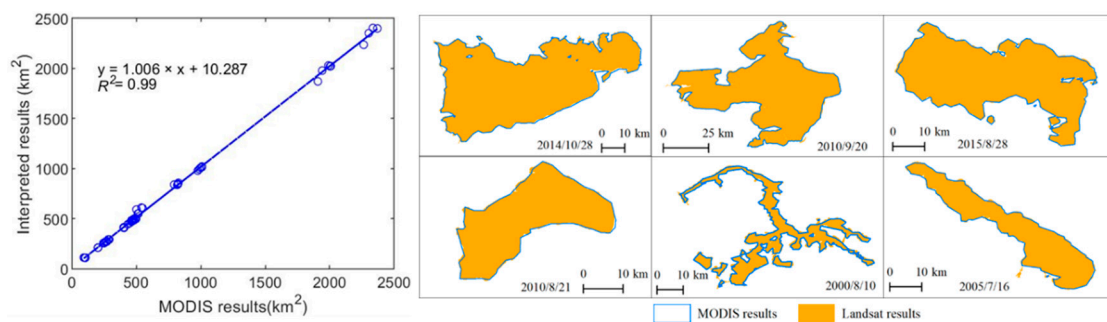 2500
2000
1500
1000
500
0
Interpreted results (km²)
y = 1.006 × x + 10.287
R²= 0.99
0 500 1000 1500 2000 2500
MODIS results(km²)
0 10 km
2014/10/28
0 25 km
2010/9/20
0 10 km
2015/8/28
0 10 km
2010/8/21
0 10 km
2000/8/10
0 10 km
2005/7/16
MODIS results
Landsat results